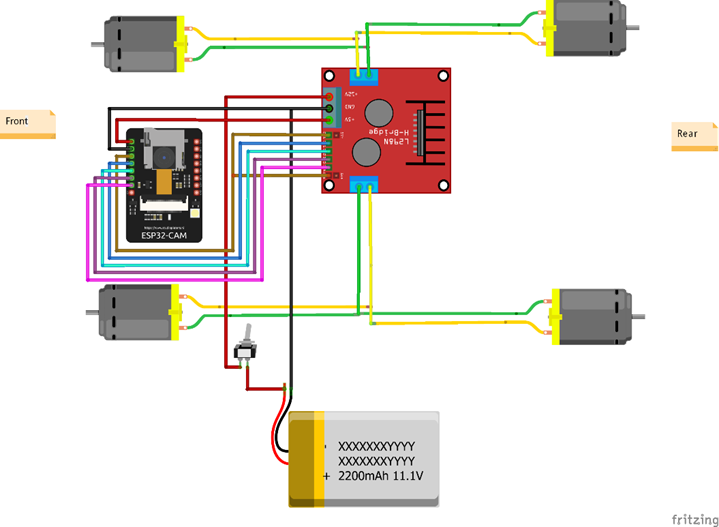 Front
Rear
+12V
GND
+5V
L298N
H-Bridge
ESP32-CAM
- XXXXXXXYYYY
XXXXXXXYYYY
+ 2200mAh 11.1V
fritzing